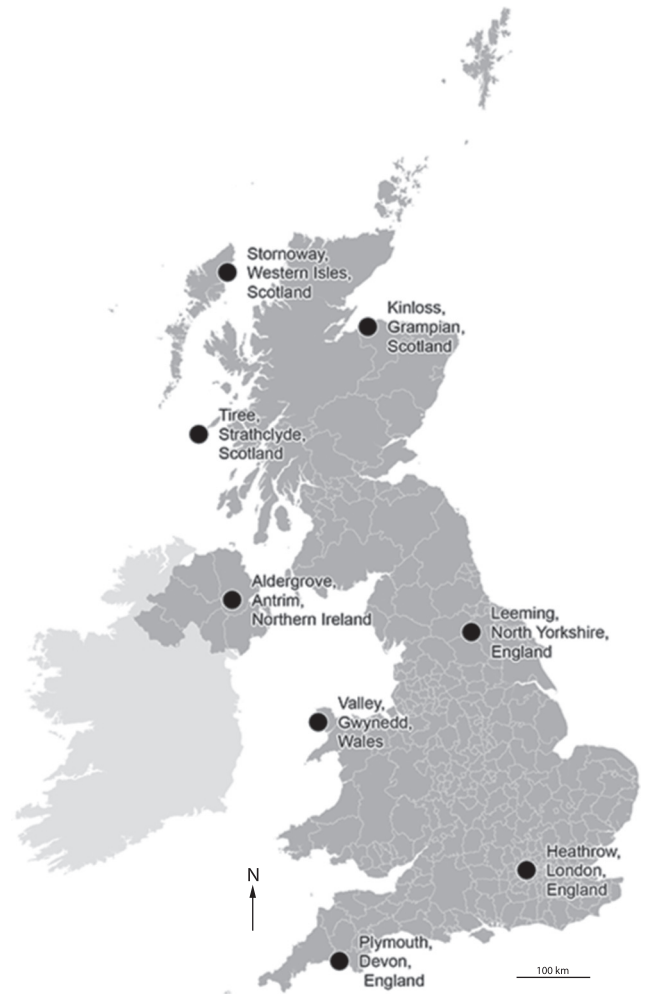 Stornoway,
Western Isles,
Scotland
Kinloss,
Grampian,
Scotland
Tiree,
Strathclyde,
Scotland
Aldergrove,
Antrim,
Northern Ireland
Leeming,
North Yorkshire,
England
Valley,
Gwynedd,
Wales
Heathrow,
London,
England
N
Plymouth,
Devon,
England
100 km